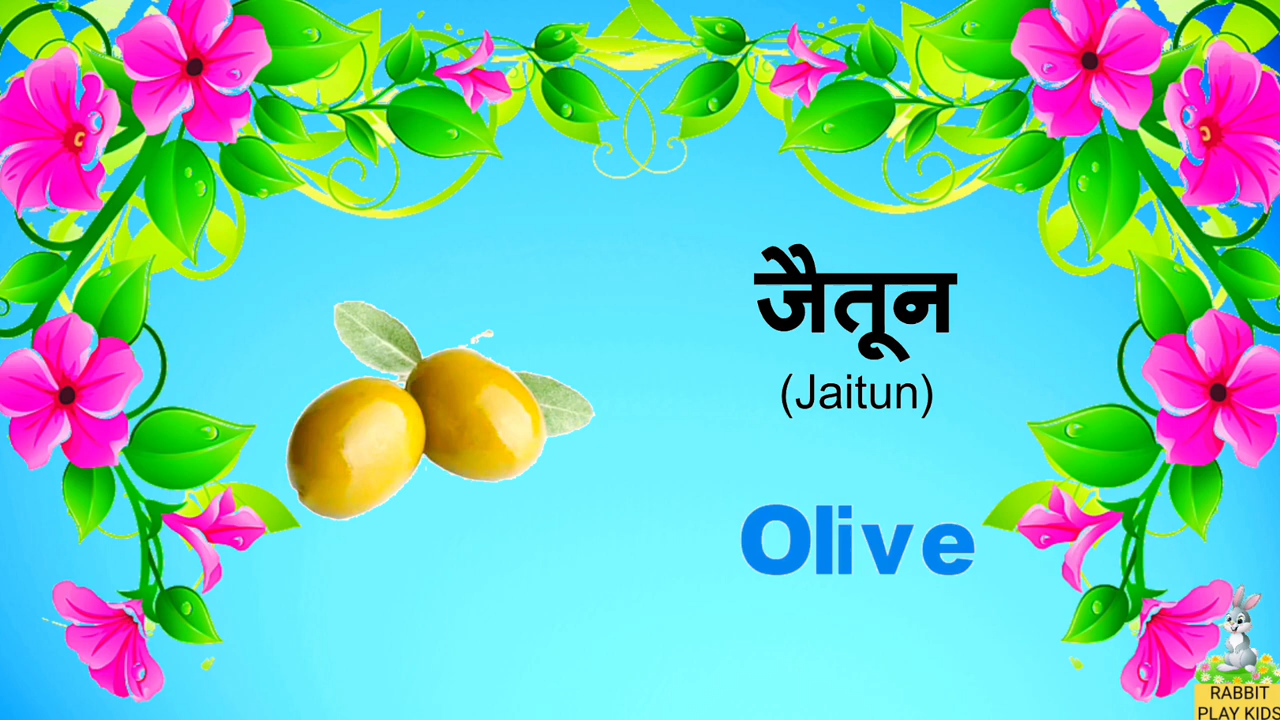 जैतून
(Jaitun)
Olive
RABBIT
PLAY KIDS